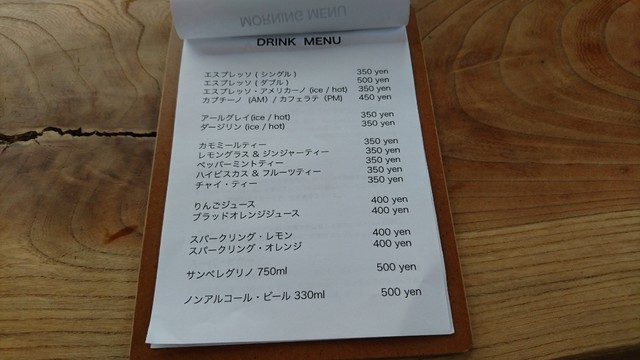 MORNING MENU
DRINK MENU
エスプレッソ ( シングル ) 350 yen
エスプレッソ ( ダブル ) 500 yen
エスプレッソ・アメリカーノ (ice / hot) 350 yen
カプチーノ (AM) / カフェラテ (PM) 450 yen
アールグレイ(ice / hot) 350 yen
ダージリン (ice / hot) 350 yen
カモミールティー 350 yen
レモングラス & ジンジャーティー 350 yen
ペッパーミントティー 350 yen
ハイビスカス & フルーツティー 350 yen
チャイ・ティー 350 yen
りんごジュース 400 yen
ブラッドオレンジジュース 400 yen
スパークリング・レモン 400 yen
スパークリング・オレンジ 400 yen
サンペレグリノ 750ml 500 yen
ノンアルコール・ビール 330ml 500 yen